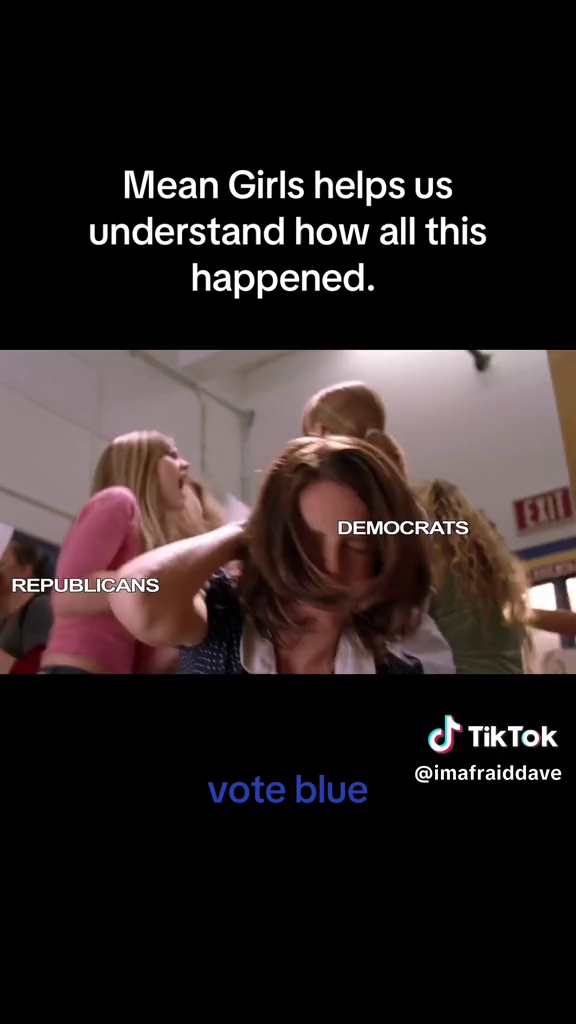 Mean Girls helps us
understand how all this
happened.
EXIT
DEMOCRATS
REPUBLICANS
TikTok
@imafraiddave
vote blue